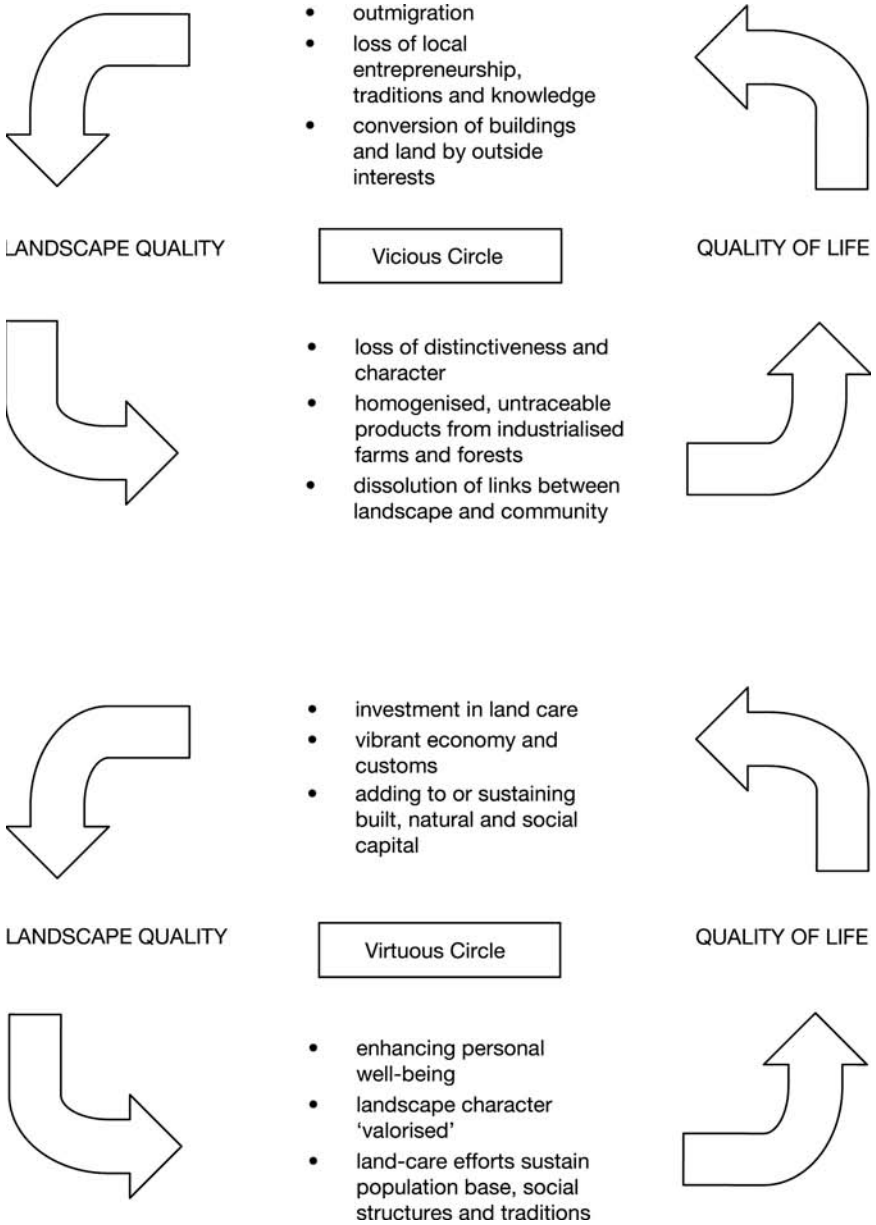 • outmigration
• loss of local
entrepreneurship,
traditions and knowledge
• conversion of buildings
and land by outside
interests
LANDSCAPE QUALITY
Vicious Circle
QUALITY OF LIFE
• loss of distinctiveness and
character
• homogenised, untraceable
products from industrialised
farms and forests
• dissolution of links between
landscape and community
• investment in land care
• vibrant economy and
customs
• adding to or sustaining
built, natural and social
capital
LANDSCAPE QUALITY
Virtuous Circle
QUALITY OF LIFE
• enhancing personal
well-being
• landscape character
‘valorised’
• land-care efforts sustain
population base, social
structures and traditions